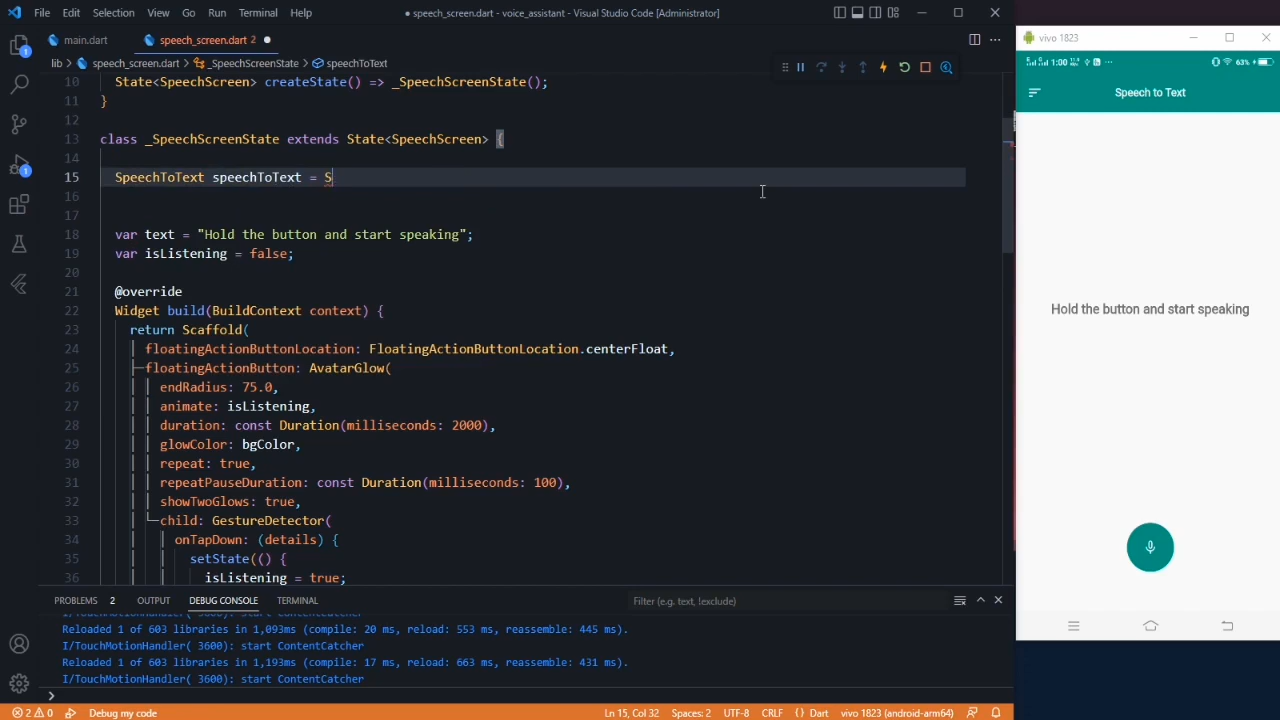 File Edit Selection View Go Run Terminal Help
● speech_screen.dart - voice_assistant - Visual Studio Code [Administrator]
vivo 1823
main.dart
speech_screen.dart 2 ●
lib > speech_screen.dart > _SpeechScreenState > speechToText
10 State<SpeechScreen> createState() => _SpeechScreenState();
11 }
12
13 class _SpeechScreenState extends State<SpeechScreen> {
14
15 SpeechToText speechToText = S
16
17
18 var text = "Hold the button and start speaking";
19 var isListening = false;
20
21 @override
22 Widget build(BuildContext context) {
23 return Scaffold(
24 floatingActionButtonLocation: FloatingActionButtonLocation.centerFloat,
25 floatingActionButton: AvatarGlow(
26 endRadius: 75.0,
27 animate: isListening,
28 duration: const Duration(milliseconds: 2000),
29 glowColor: bgColor,
30 repeat: true,
31 repeatPauseDuration: const Duration(milliseconds: 100),
32 showTwoGlows: true,
33 child: GestureDetector(
34 onTapDown: (details) {
35 setState(() {
36 isListening = true;
PROBLEMS 2 OUTPUT DEBUG CONSOLE TERMINAL
Filter (e.g. text, !exclude)
I/TouchMotionHandler( 3600): start ContentCatcher
Reloaded 1 of 603 libraries in 1,093ms (compile: 20 ms, reload: 553 ms, reassemble: 445 ms).
I/TouchMotionHandler( 3600): start ContentCatcher
Reloaded 1 of 603 libraries in 1,193ms (compile: 17 ms, reload: 663 ms, reassemble: 431 ms).
I/TouchMotionHandler( 3600): start ContentCatcher
>
2 0 Debug my code
Ln 15, Col 32 Spaces: 2 UTF-8 CRLF {} Dart vivo 1823 (android-arm64)
1:00
63%
Speech to Text
Hold the button and start speaking